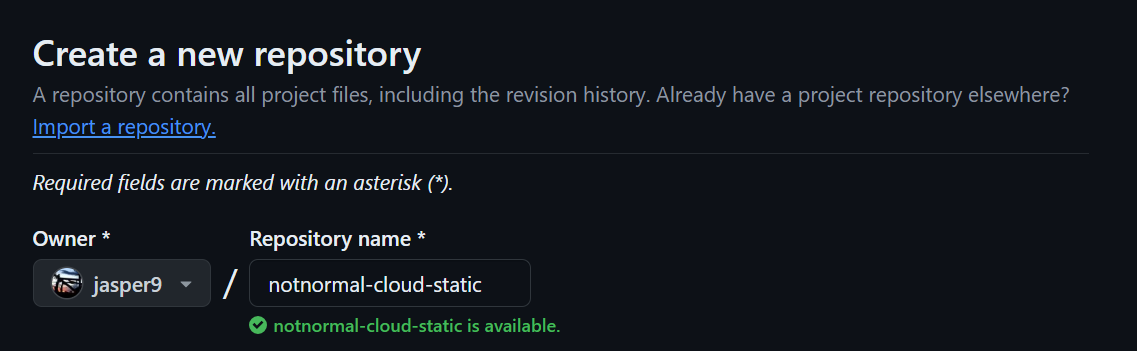 Create a new repository
A repository contains all project files, including the revision history. Already have a project repository elsewhere?
Import a repository.
Required fields are marked with an asterisk (*).
Owner *
Repository name *
jasper9 / notnormal-cloud-static
notnormal-cloud-static is available.